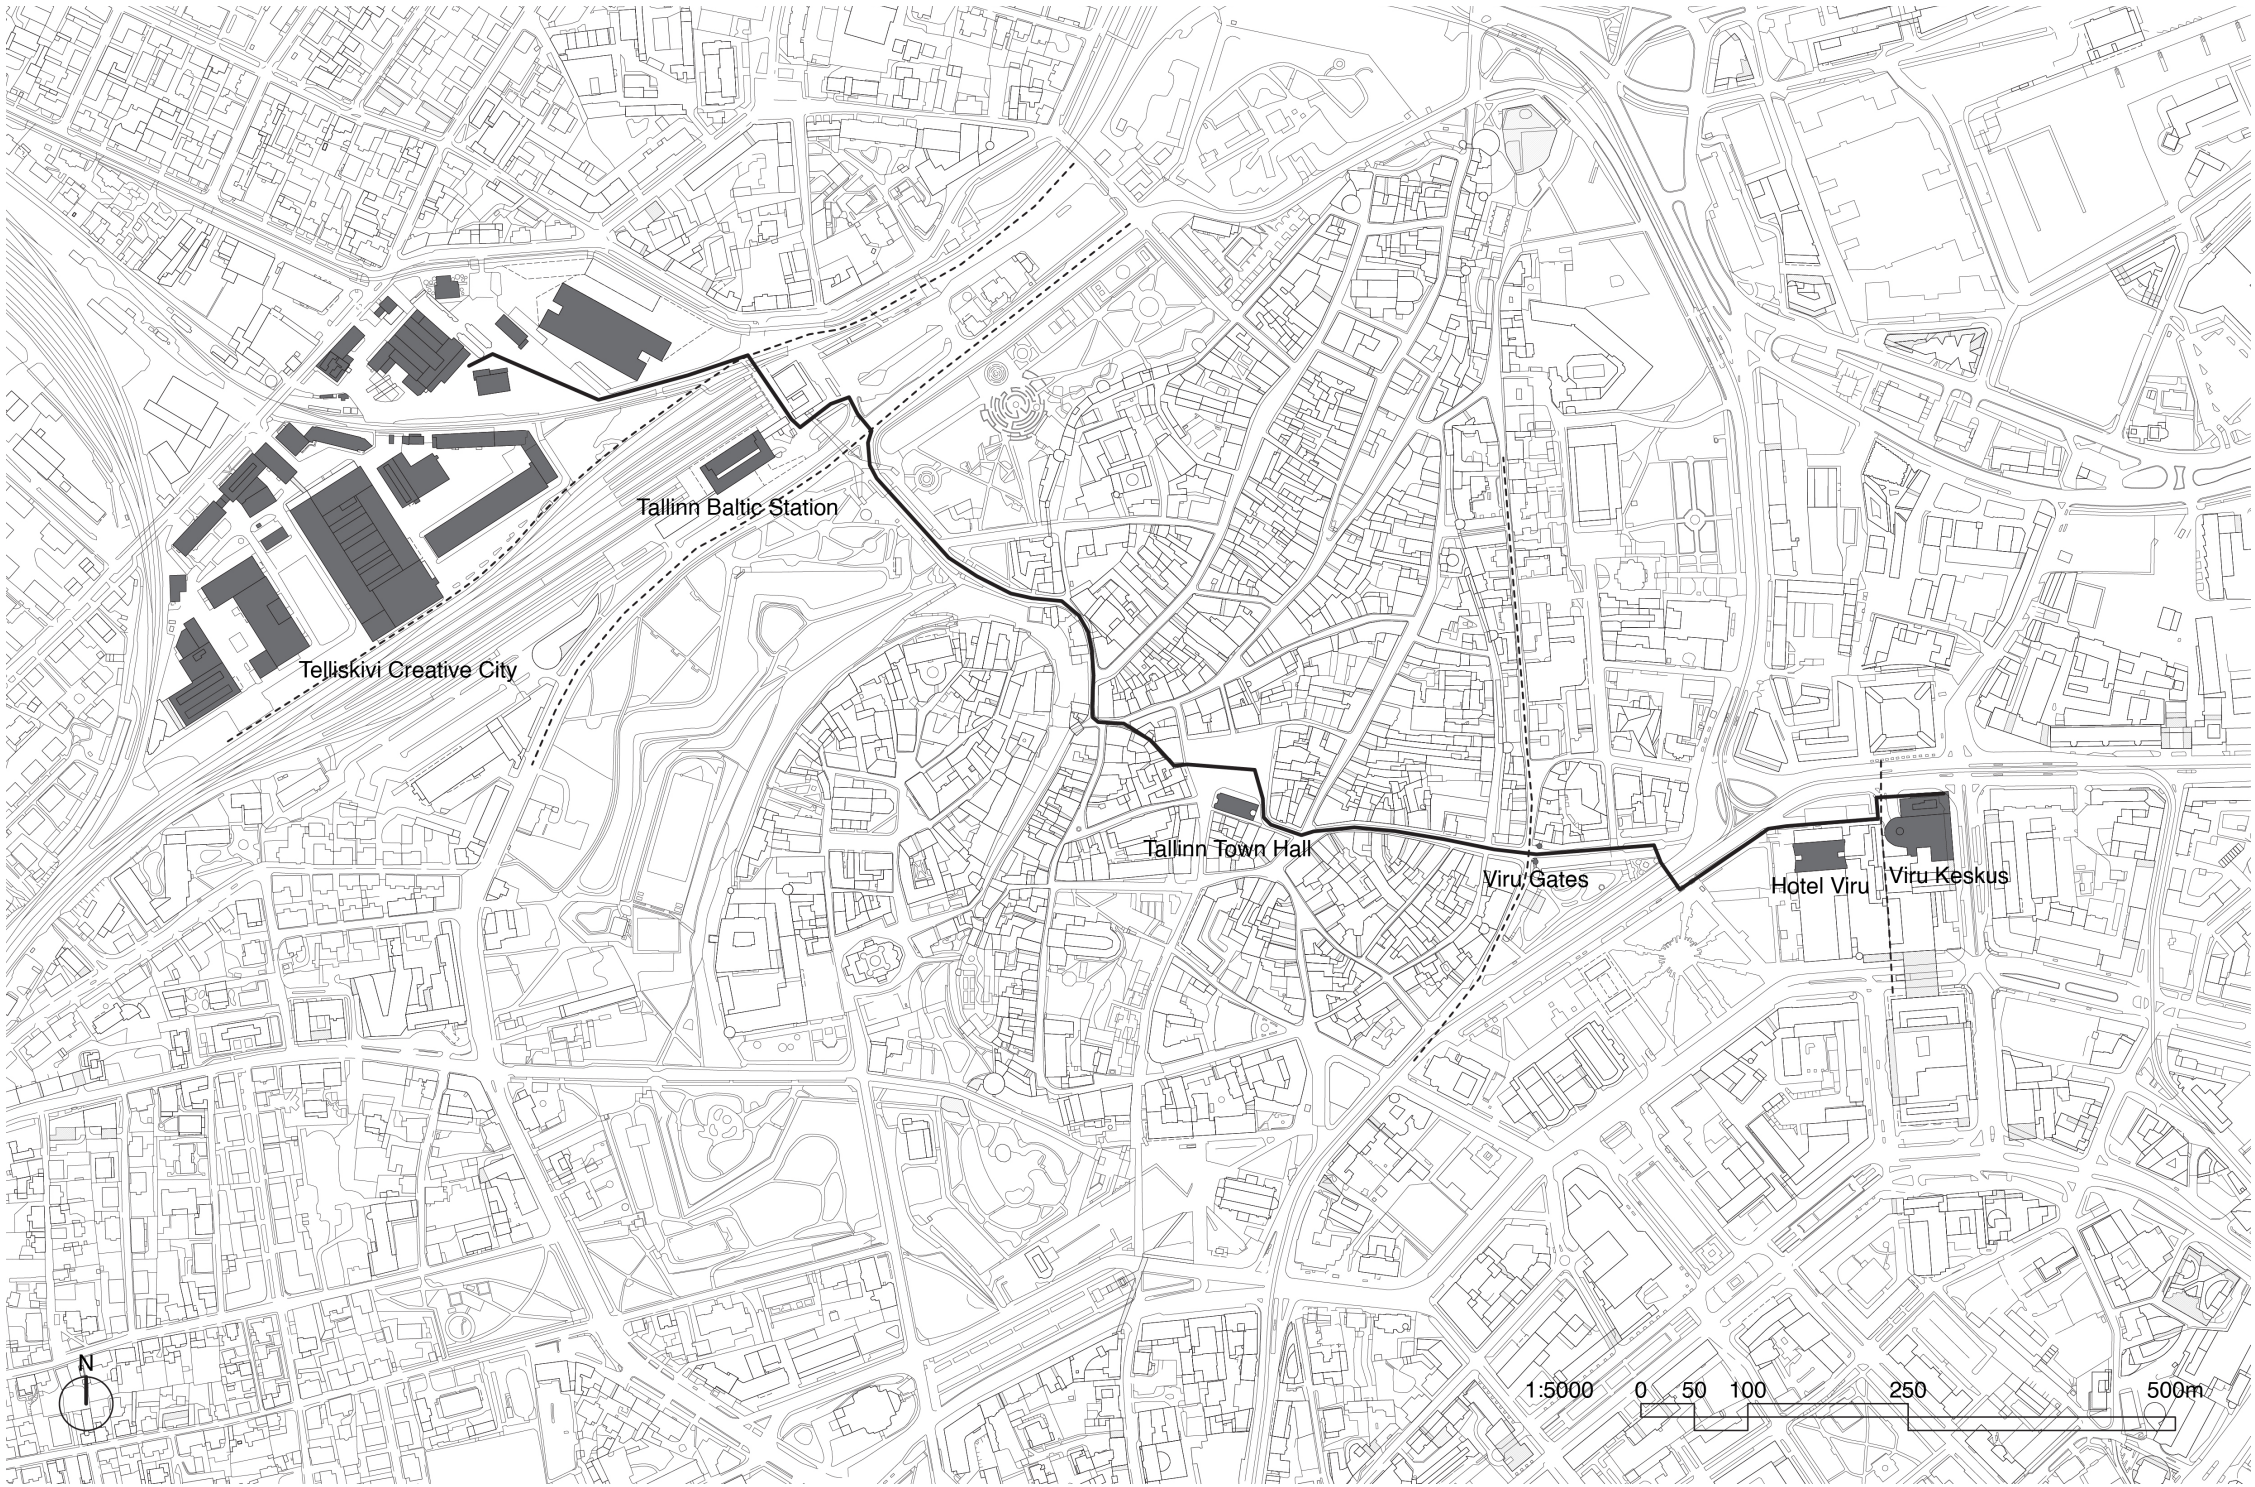 Tallinn Baltic Station
Telliskivi Creative City
Tallinn Town Hall
Viru Gates
Hotel Viru
Viru Keskus
N
1:5000 0 50 100 250 500m